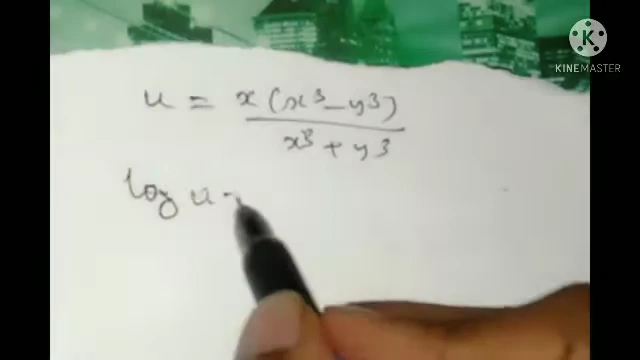 K
KINEMASTER
u = x(x³-y³)
x³+y³
log u -